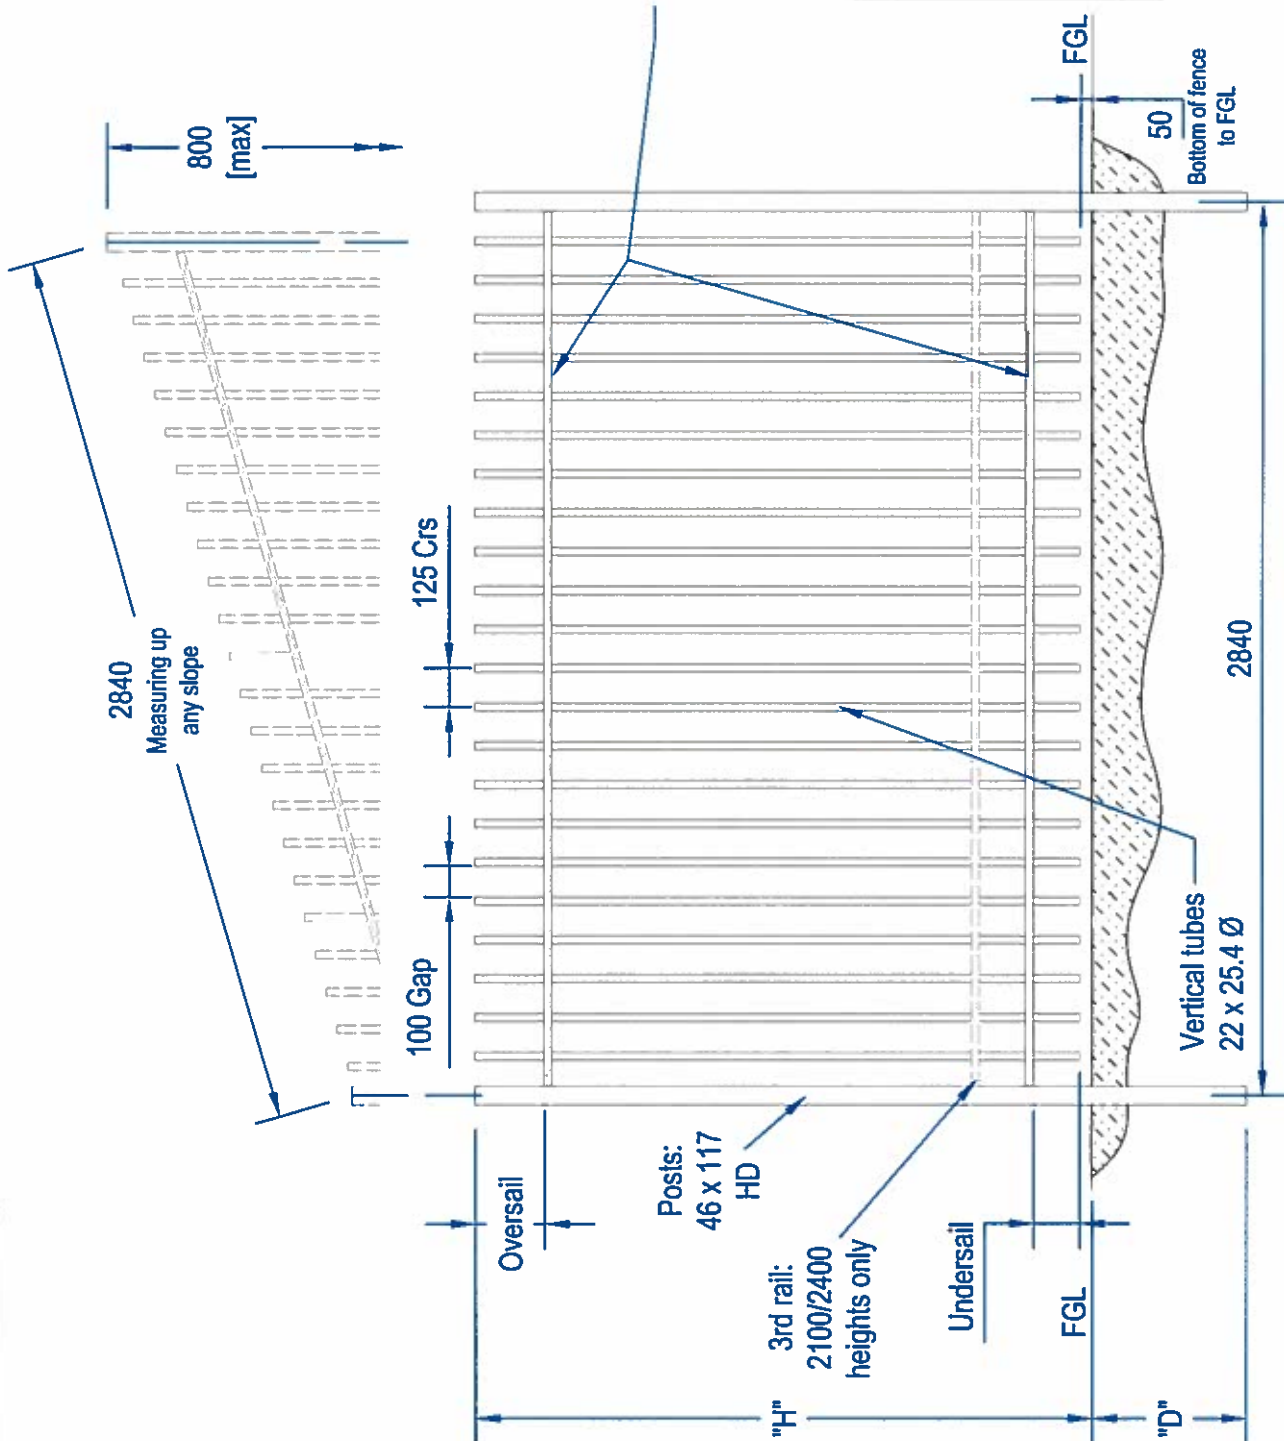 2840
Measuring up
any slope
800
[max]
100 Gap
125 Crs
Oversail
Posts:
46 x 117
HD
3rd rail:
2100/2400
heights only
Undersail
FGL
"H"
"D"
Vertical tubes
22 x 25.4 Ø
2840
50
Bottom of fence
to FGL
FGL